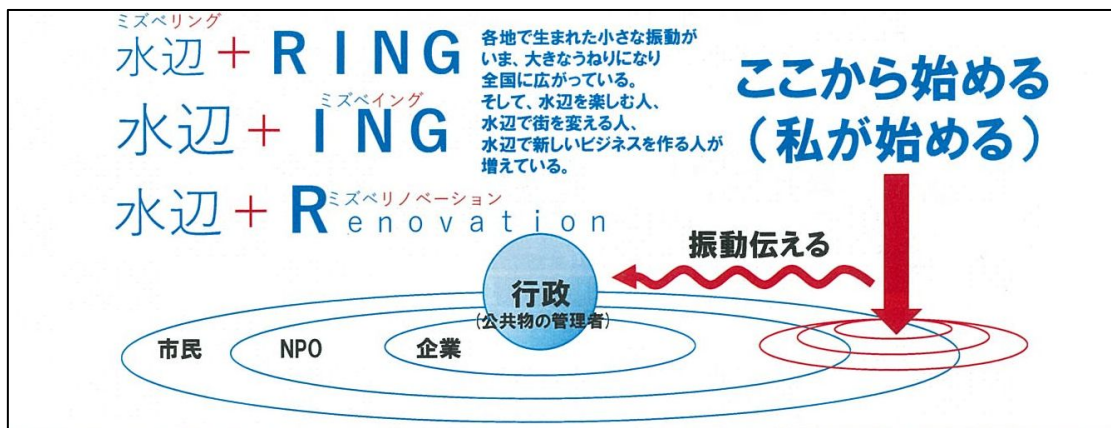 ミズベリング
水辺+RING
ミズベイング
水辺+ING
ミズベリノベーション
水辺+Renovation
各地で生まれた小さな振動が
いま、大きなうねりになり
全国に広がっている。
そして、水辺を楽しむ人、
水辺で街を変える人、
水辺で新しいビジネスを作る人が
増えている。
ここから始める
(私が始める)
振動伝える
行政
(公共物の管理者)
市民
NPO
企業